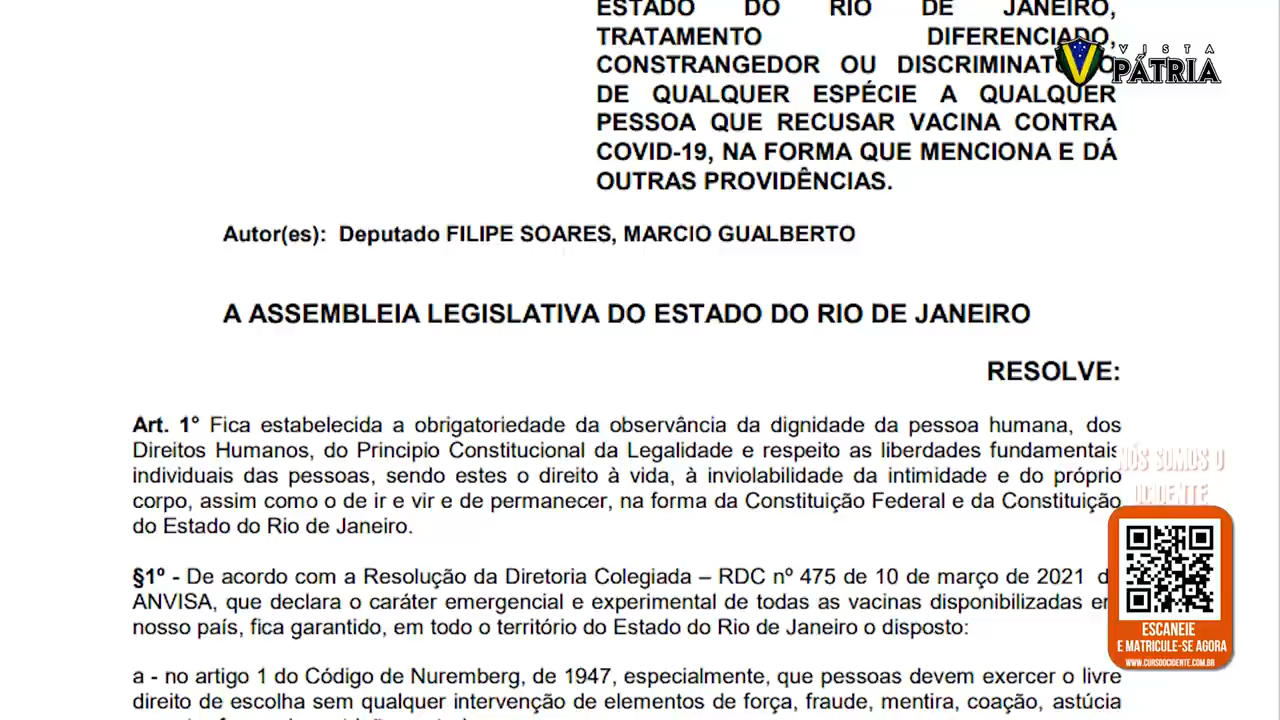 ESTADO DO RIO DE JANEIRO,
TRATAMENTO DIFERENCIADO,
CONSTRANGEDOR OU DISCRIMINATÓRIO
DE QUALQUER ESPÉCIE A QUALQUER
PESSOA QUE RECUSAR VACINA CONTRA
COVID-19, NA FORMA QUE MENCIONA E DÁ
OUTRAS PROVIDÊNCIAS.
VISTA
PÁTRIA
Autor(es): Deputado FILIPE SOARES, MARCIO GUALBERTO
A ASSEMBLEIA LEGISLATIVA DO ESTADO DO RIO DE JANEIRO
RESOLVE:
Art. 1° Fica estabelecida a obrigatoriedade da observância da dignidade da pessoa humana, dos
Direitos Humanos, do Principio Constitucional da Legalidade e respeito as liberdades fundamentais
individuais das pessoas, sendo estes o direito à vida, à inviolabilidade da intimidade e do próprio
corpo, assim como o de ir e vir e de permanecer, na forma da Constituição Federal e da Constituição
do Estado do Rio de Janeiro.
§1º - De acordo com a Resolução da Diretoria Colegiada – RDC nº 475 de 10 de março de 2021
ANVISA, que declara o caráter emergencial e experimental de todas as vacinas disponibilizadas
nosso país, fica garantido, em todo o território do Estado do Rio de Janeiro o disposto:
a - no artigo 1 do Código de Nuremberg, de 1947, especialmente, que pessoas devem exercer o livre
direito de escolha sem qualquer intervenção de elementos de força, fraude, mentira, coação, astúcia
NÓS SOMOS O
OCIDENTE
ESCANEIE
E MATRICULE-SE AGORA
WWW.CURSOOCIDENTE.COM.BR